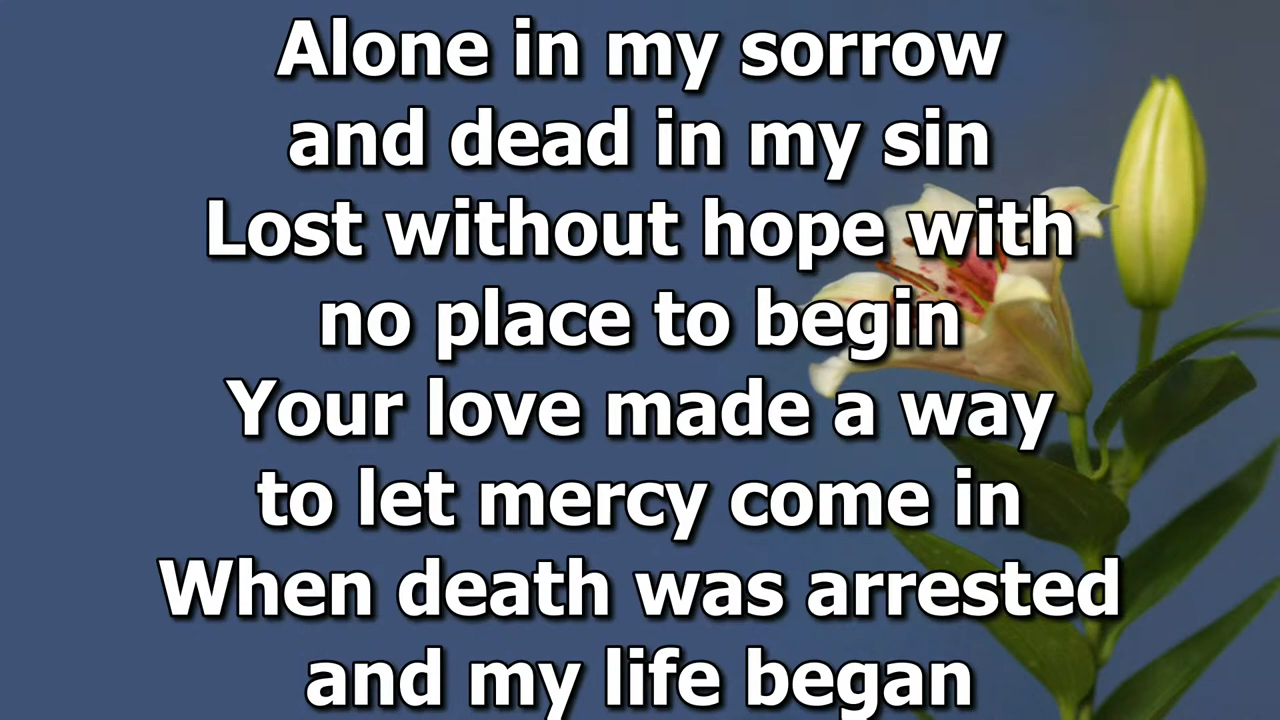 Alone in my sorrow
and dead in my sin
Lost without hope with
no place to begin
Your love made a way
to let mercy come in
When death was arrested
and my life began